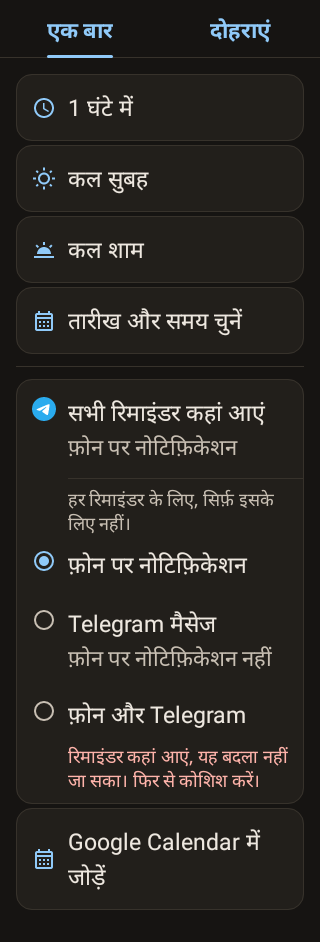 एक बार
दोहराएं
1 घंटे में
कल सुबह
कल शाम
तारीख और समय चुनें
सभी रिमाइंडर कहां आएं
फ़ोन पर नोटिफ़िकेशन
हर रिमाइंडर के लिए, सिर्फ़ इसके
लिए नहीं।
फ़ोन पर नोटिफ़िकेशन
Telegram मैसेज
फ़ोन पर नोटिफ़िकेशन नहीं
फ़ोन और Telegram
रिमाइंडर कहां आएं, यह बदला नहीं
जा सका। फिर से कोशिश करें।
Google Calendar में
जोड़ें